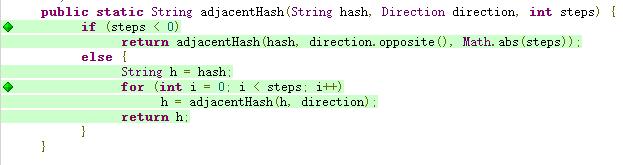 public static String adjacentHash(String hash, Direction direction, int steps) {
if (steps < 0)
return adjacentHash(hash, direction.opposite(), Math.abs(steps));
else {
String h = hash;
for (int i = 0; i < steps; i++)
h = adjacentHash(h, direction);
return h;
}
}